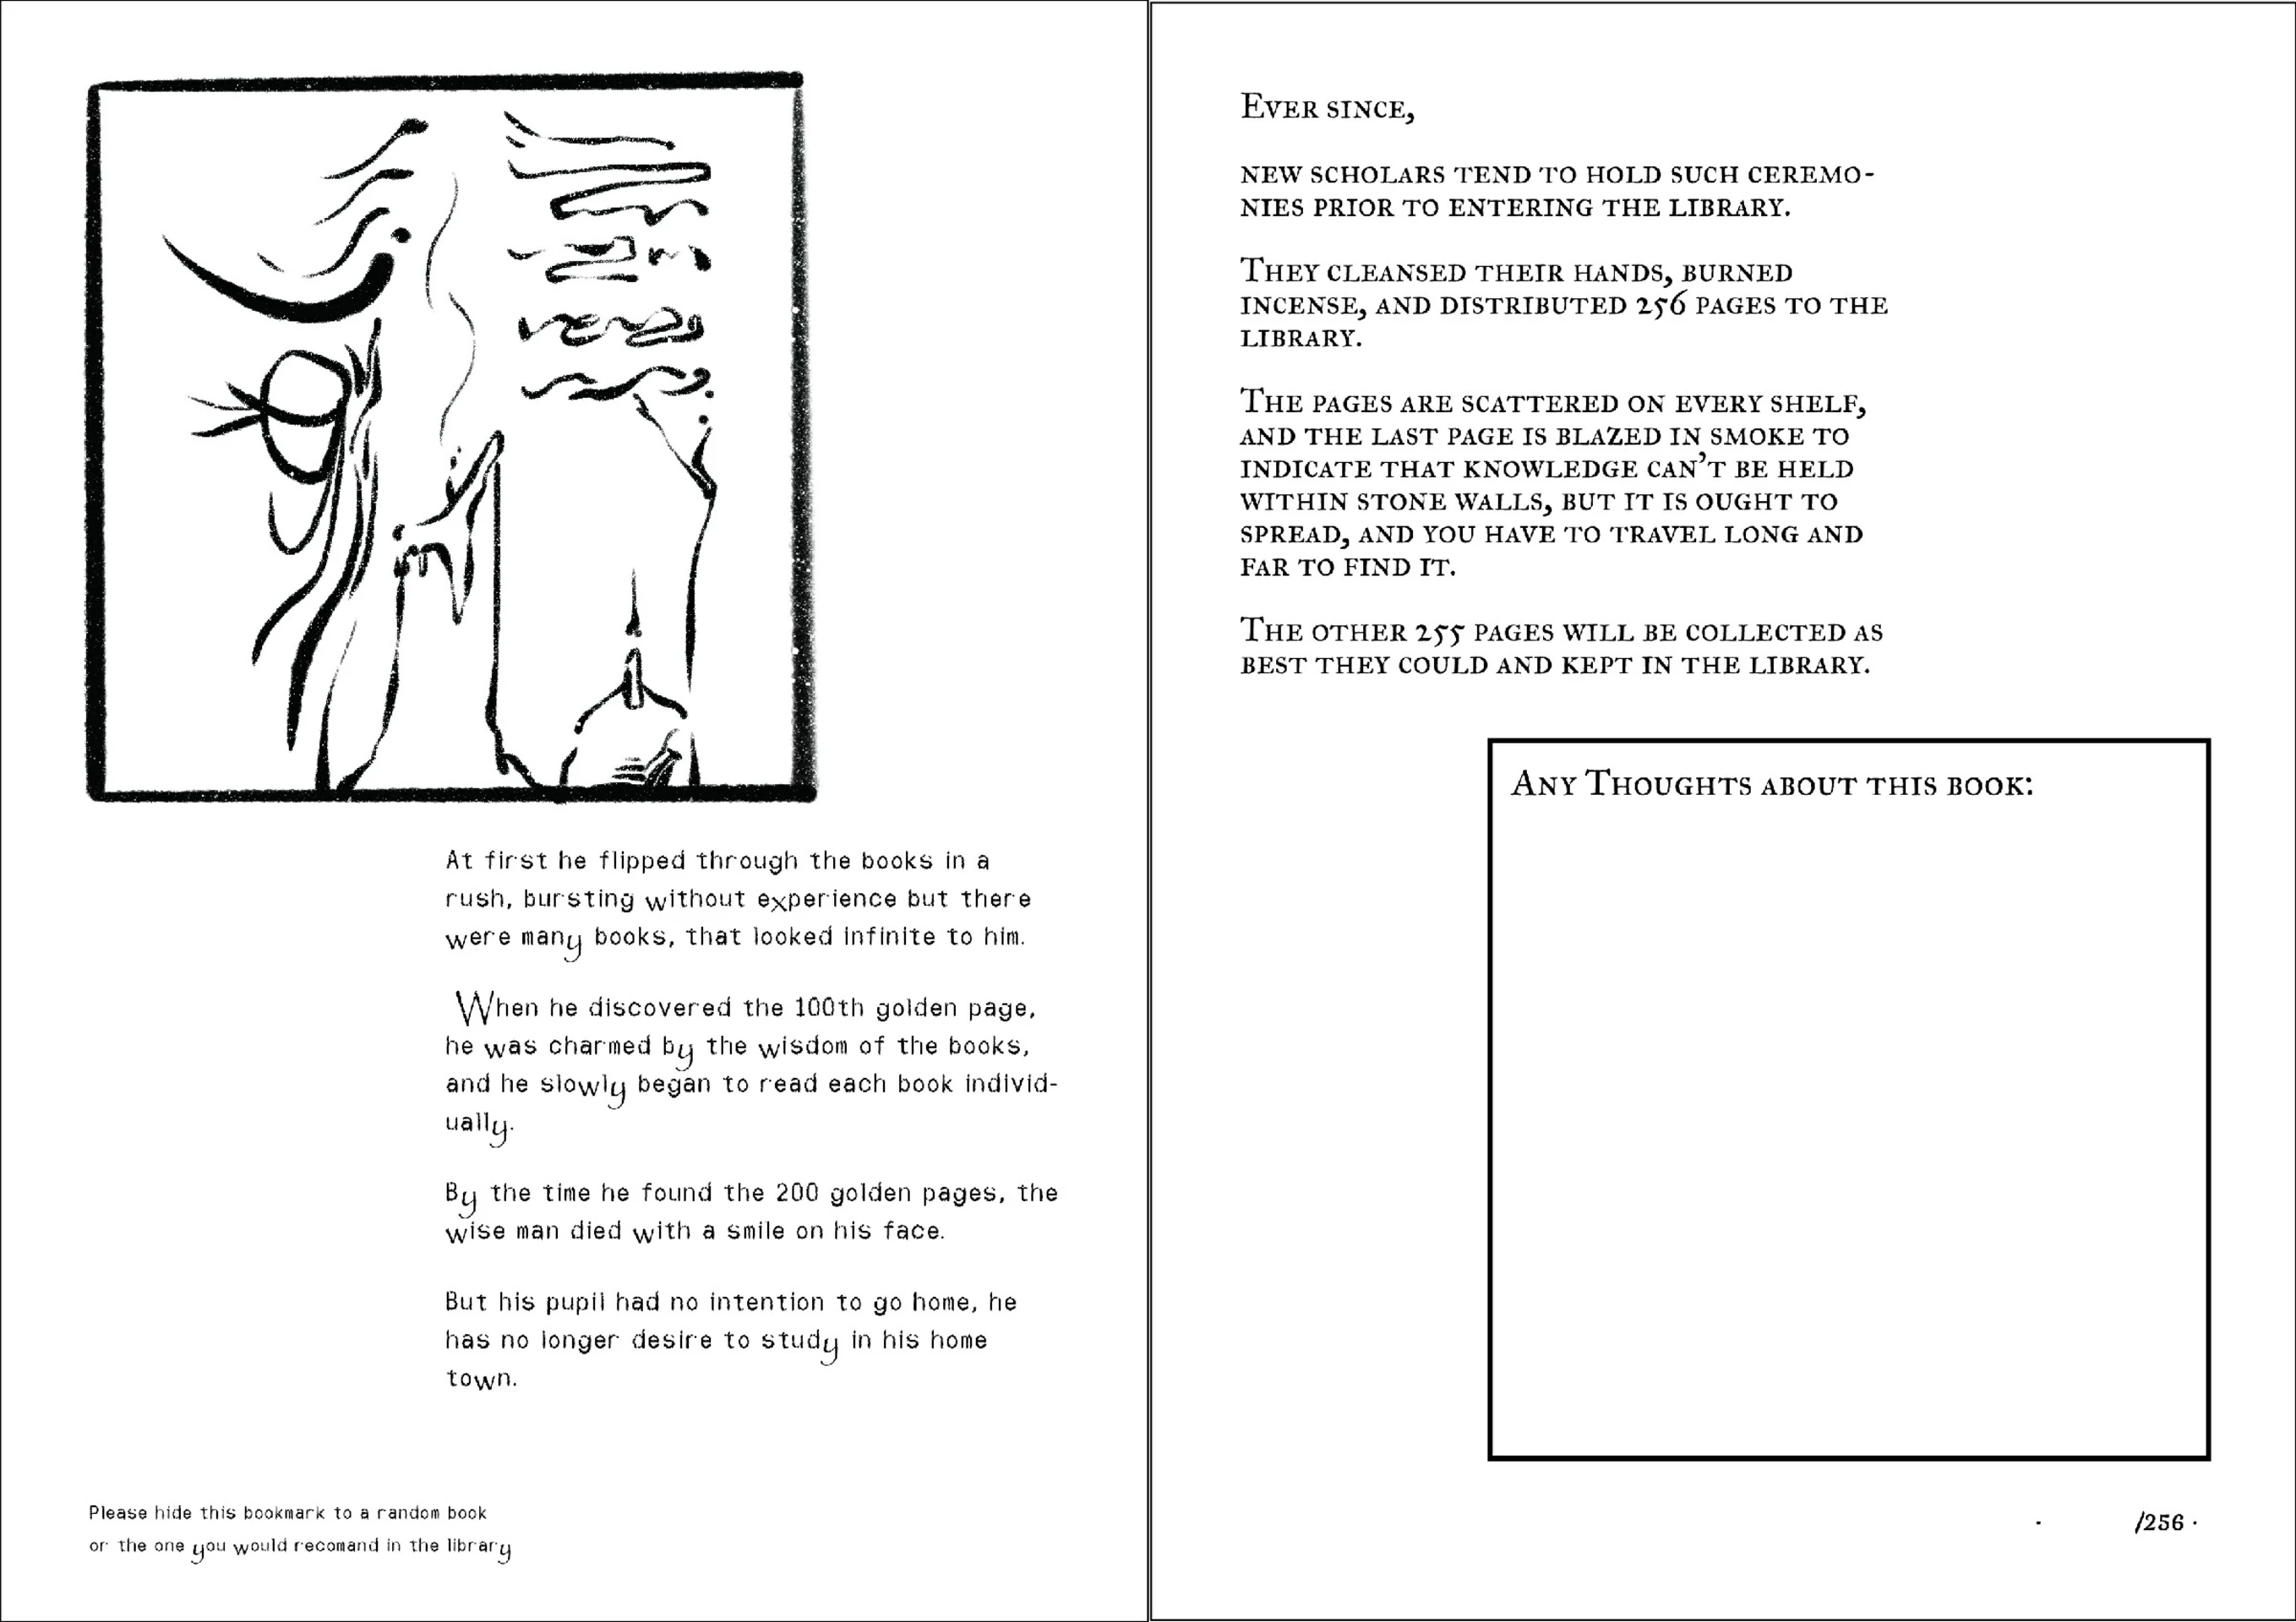 At first he flipped through the books in a
rush, bursting without experience but there
were many books, that looked infinite to him.
When he discovered the 100th golden page,
he was charmed by the wisdom of the books,
and he slowly began to read each book individ-
ually.
By the time he found the 200 golden pages, the
wise man died with a smile on his face.
But his pupil had no intention to go home, he
has no longer desire to study in his home
town.
Please hide this bookmark to a random book
or the one you would recomand in the library
Ever since,
new scholars tend to hold such ceremo-
nies prior to entering the library.
They cleansed their hands, burned
incense, and distributed 256 pages to the
library.
The pages are scattered on every shelf,
and the last page is blazed in smoke to
indicate that knowledge can't be held
within stone walls, but it is ought to
spread, and you have to travel long and
far to find it.
The other 255 pages will be collected as
best they could and kept in the library.
Any Thoughts about this book:
· /256 ·